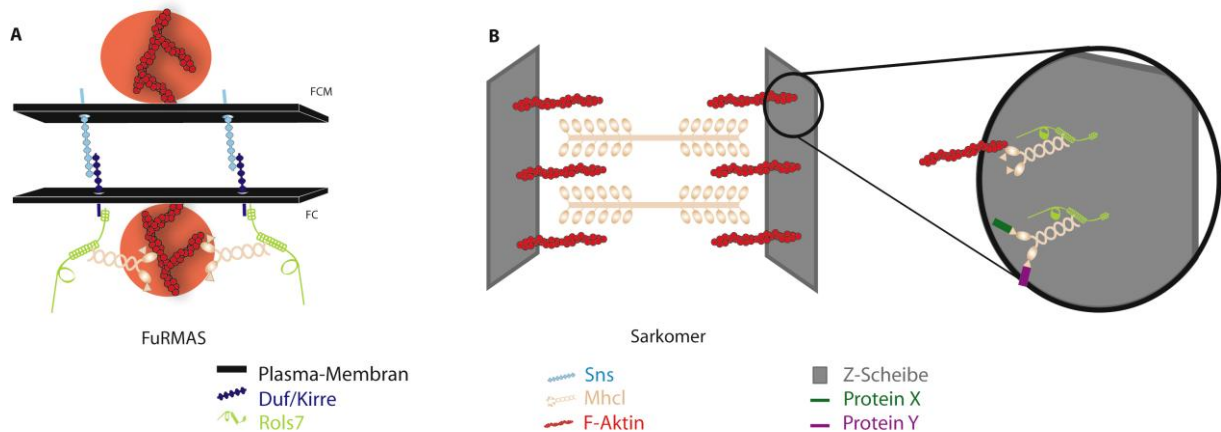 A
B
FCM
FC
FuRMAS
Sarkomer
Plasma-Membran
Duf/Kirre
Rols7
Sns
Mhcl
F-Aktin
Z-Scheibe
Protein X
Protein Y